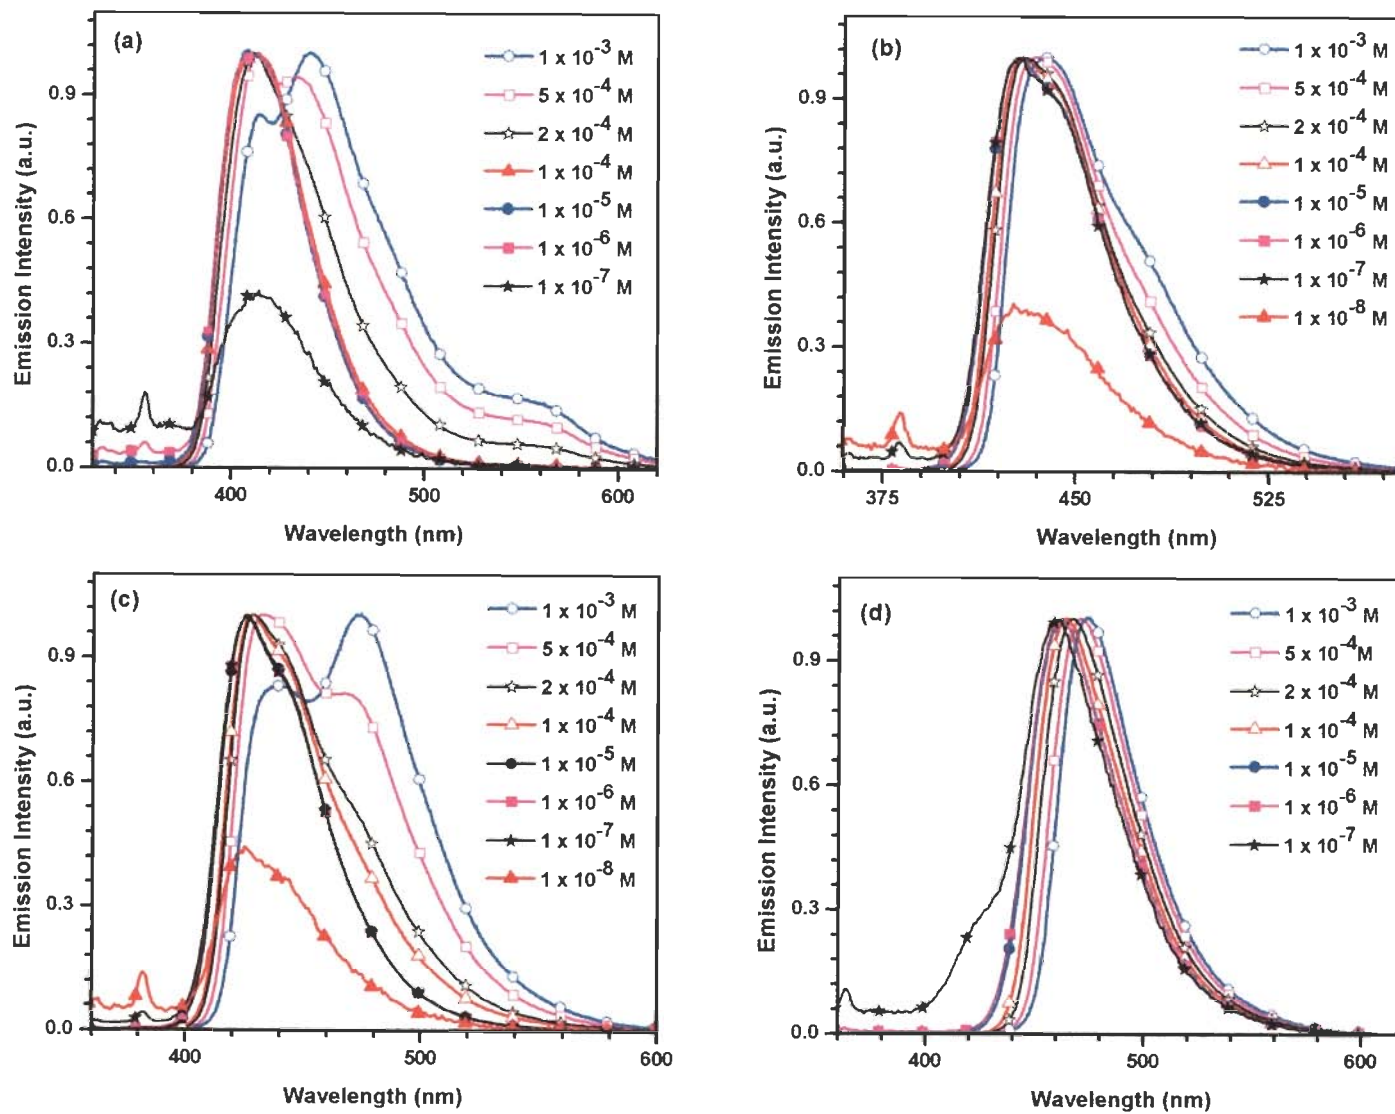 (a)
1 x 10⁻³ M
5 x 10⁻⁴ M
2 x 10⁻⁴ M
1 x 10⁻⁴ M
1 x 10⁻⁵ M
1 x 10⁻⁶ M
1 x 10⁻⁷ M
Emission Intensity (a.u.)
0.9
0.6
0.3
0.0
400 500 600
Wavelength (nm)
(b)
1 x 10⁻³ M
5 x 10⁻⁴ M
2 x 10⁻⁴ M
1 x 10⁻⁴ M
1 x 10⁻⁵ M
1 x 10⁻⁶ M
1 x 10⁻⁷ M
1 x 10⁻⁸ M
Emission Intensity (a.u.)
0.9
0.6
0.3
0.0
375 450 525
Wavelength (nm)
(c)
1 x 10⁻³ M
5 x 10⁻⁴ M
2 x 10⁻⁴ M
1 x 10⁻⁴ M
1 x 10⁻⁵ M
1 x 10⁻⁶ M
1 x 10⁻⁷ M
1 x 10⁻⁸ M
Emission Intensity (a.u.)
0.9
0.6
0.3
0.0
400 500 600
Wavelength (nm)
(d)
1 x 10⁻³ M
5 x 10⁻⁴ M
2 x 10⁻⁴ M
1 x 10⁻⁴ M
1 x 10⁻⁵ M
1 x 10⁻⁶ M
1 x 10⁻⁷ M
Emission Intensity (a.u.)
0.9
0.6
0.3
0.0
400 500 600
Wavelength (nm)